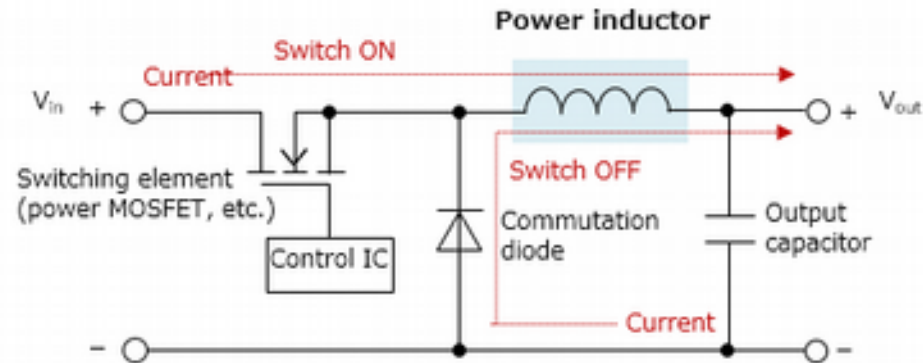 Power inductor
Switch ON
Current
Vin + + Vout
Switching element
(power MOSFET, etc.)
Switch OFF
Commutation
diode
Output
capacitor
Control IC
Current
− −